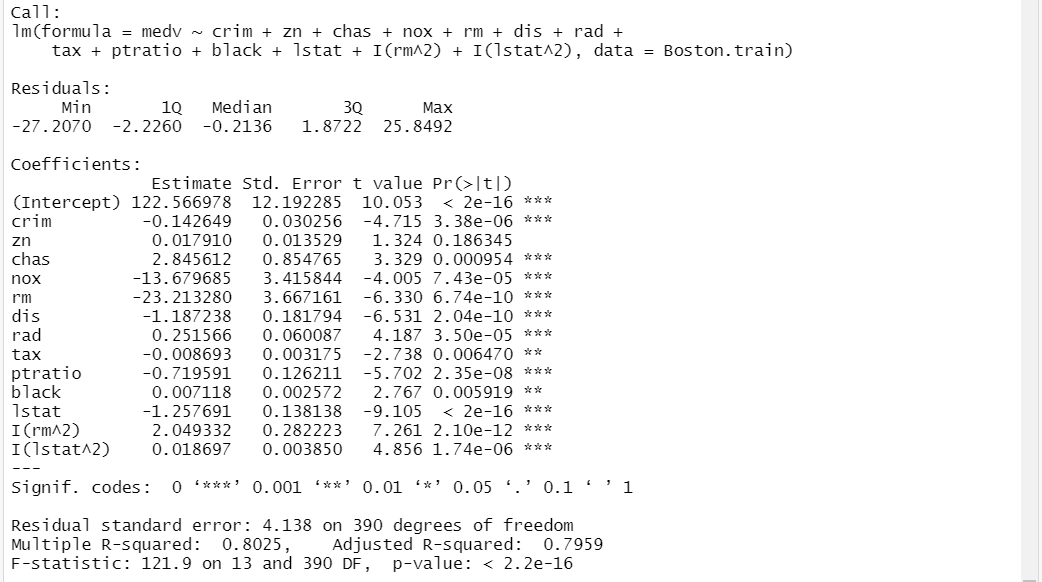 Call:
lm(formula = medv ~ crim + zn + chas + nox + rm + dis + rad +
    tax + ptratio + black + lstat + I(rm^2) + I(lstat^2), data = Boston.train)

Residuals:
     Min       1Q   Median       3Q      Max
-27.2070  -2.2260  -0.2136   1.8722  25.8492

Coefficients:
              Estimate Std. Error t value Pr(>|t|)
(Intercept) 122.566978  12.192285  10.053  < 2e-16 ***
crim         -0.142649   0.030256  -4.715 3.38e-06 ***
zn            0.017910   0.013529   1.324 0.186345
chas          2.845612   0.854765   3.329 0.000954 ***
nox         -13.679685   3.415844  -4.005 7.43e-05 ***
rm          -23.213280   3.667161  -6.330 6.74e-10 ***
dis          -1.187238   0.181794  -6.531 2.04e-10 ***
rad           0.251566   0.060087   4.187 3.50e-05 ***
tax          -0.008693   0.003175  -2.738 0.006470 **
ptratio      -0.719591   0.126211  -5.702 2.35e-08 ***
black         0.007118   0.002572   2.767 0.005919 **
lstat        -1.257691   0.138138  -9.105  < 2e-16 ***
I(rm^2)       2.049332   0.282223   7.261 2.10e-12 ***
I(lstat^2)    0.018697   0.003850   4.856 1.74e-06 ***
---
Signif. codes:  0 ‘***’ 0.001 ‘**’ 0.01 ‘*’ 0.05 ‘.’ 0.1 ‘ ’ 1

Residual standard error: 4.138 on 390 degrees of freedom
Multiple R-squared:  0.8025,    Adjusted R-squared:  0.7959
F-statistic: 121.9 on 13 and 390 DF,  p-value: < 2.2e-16